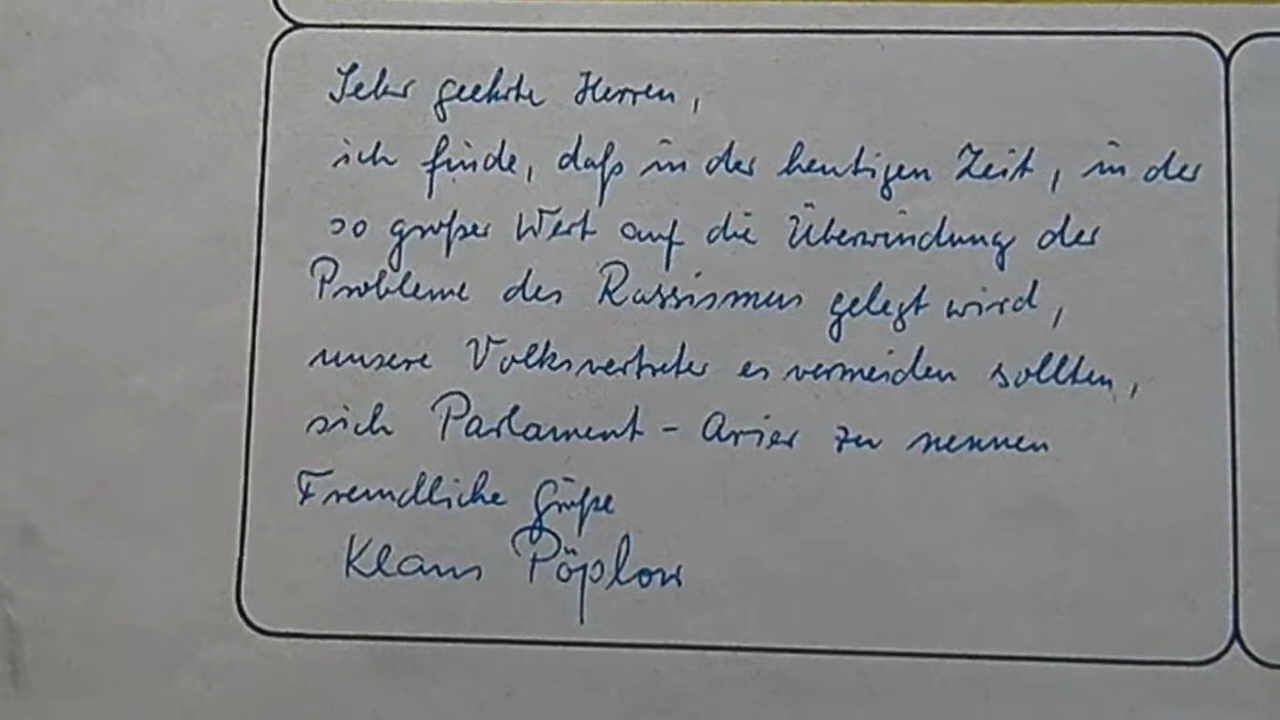 Sehr geehrte Herren,
ich finde, daß in der heutigen Zeit, in der
so großer Wert auf die Überwindung der
Probleme des Rassismus gelegt wird,
unsere Volksvertreter es vermeiden sollten,
sich Parlament-Arier zu nennen
Freundliche Grüße
Klaus Pöplow